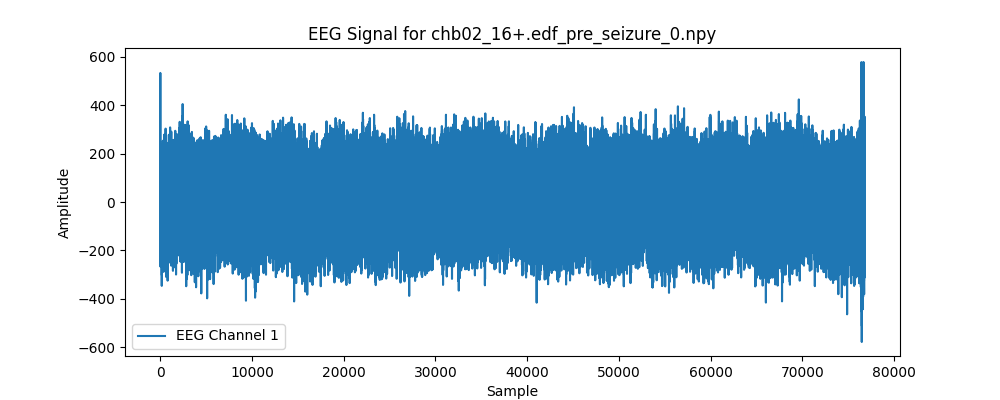 EEG Signal for chb02_16+.edf_pre_seizure_0.npy
600
400
200
0
−200
−400
−600
Amplitude
EEG Channel 1
0 10000 20000 30000 40000 50000 60000 70000 80000
Sample